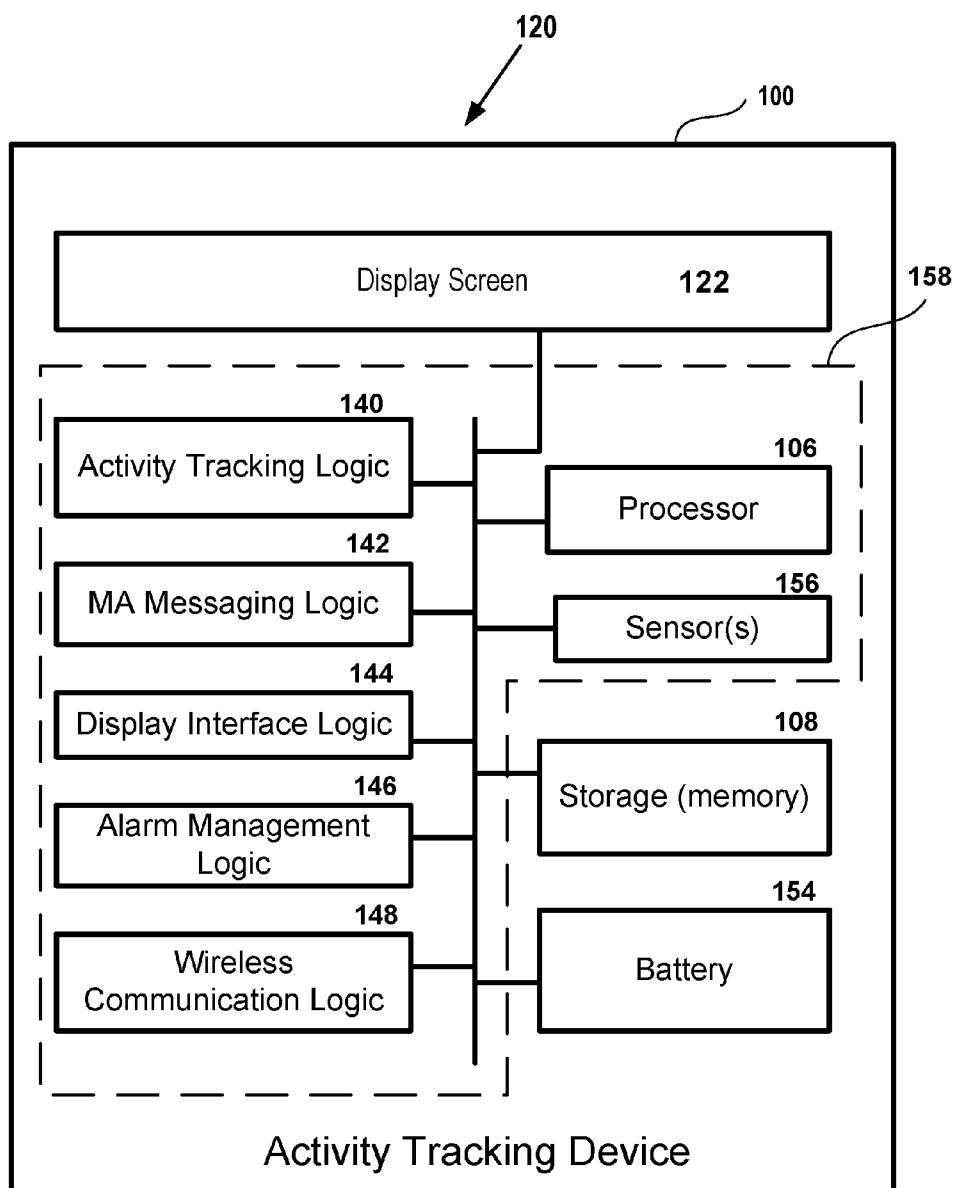 120
100
Display Screen 122
158
140
Activity Tracking Logic
106
Processor
142
MA Messaging Logic
156
Sensor(s)
144
Display Interface Logic
108
Storage (memory)
146
Alarm Management
Logic
154
Battery
148
Wireless
Communication Logic
Activity Tracking Device